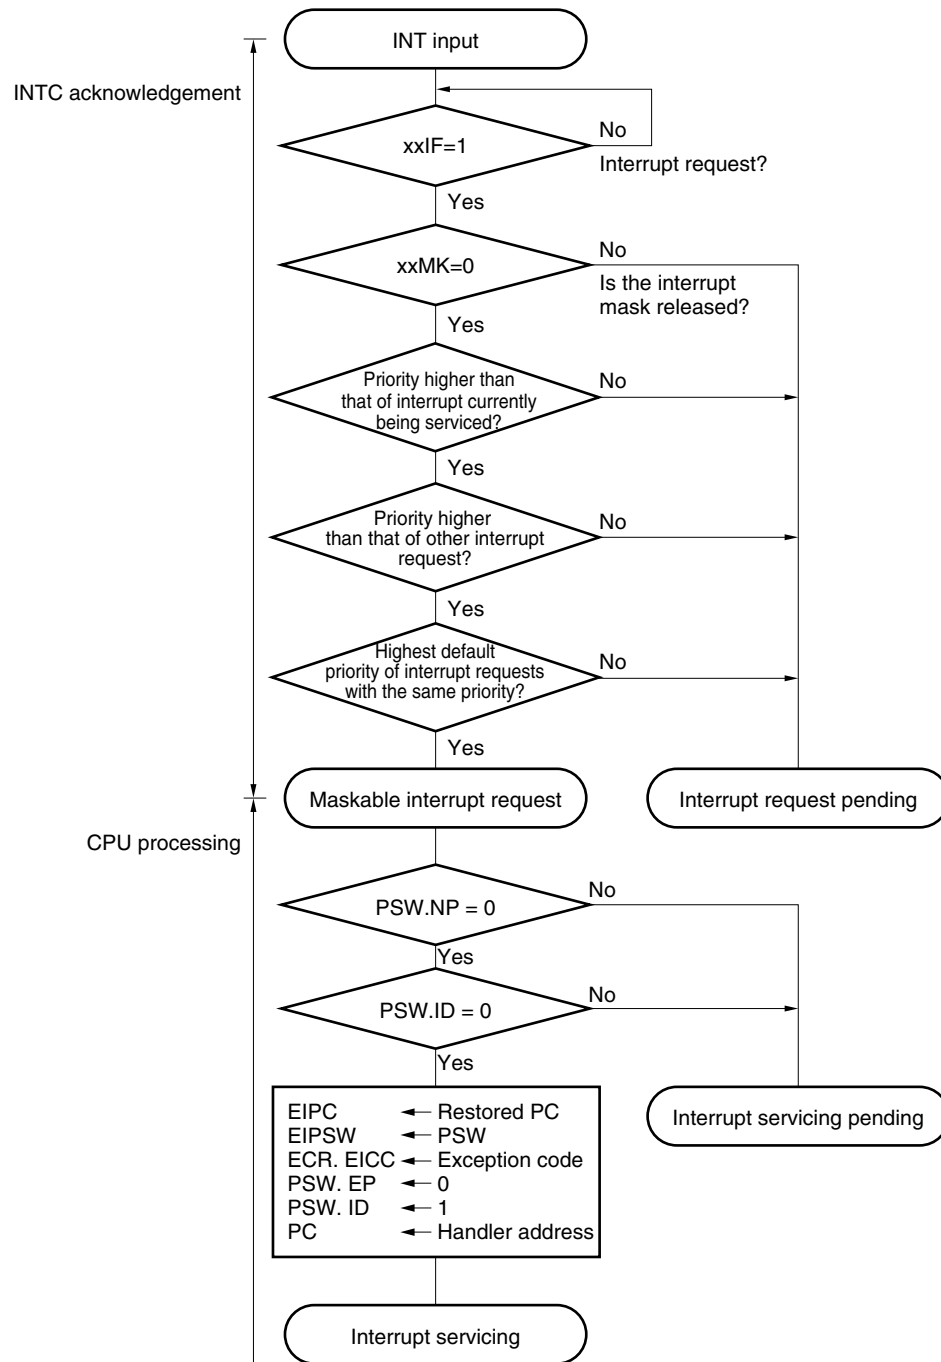 INT input
INTC acknowledgement
xxIF=1
No
Interrupt request?
Yes
xxMK=0
No
Is the interrupt
mask released?
Yes
Priority higher than
that of interrupt currently
being serviced?
No
Yes
Priority higher
than that of other interrupt
request?
No
Yes
Highest default
priority of interrupt requests
with the same priority?
No
Yes
Maskable interrupt request
Interrupt request pending
CPU processing
PSW.NP = 0
No
Yes
PSW.ID = 0
No
Yes
EIPC ← Restored PC
EIPSW ← PSW
ECR. EICC ← Exception code
PSW. EP ← 0
PSW. ID ← 1
PC ← Handler address
Interrupt servicing pending
Interrupt servicing